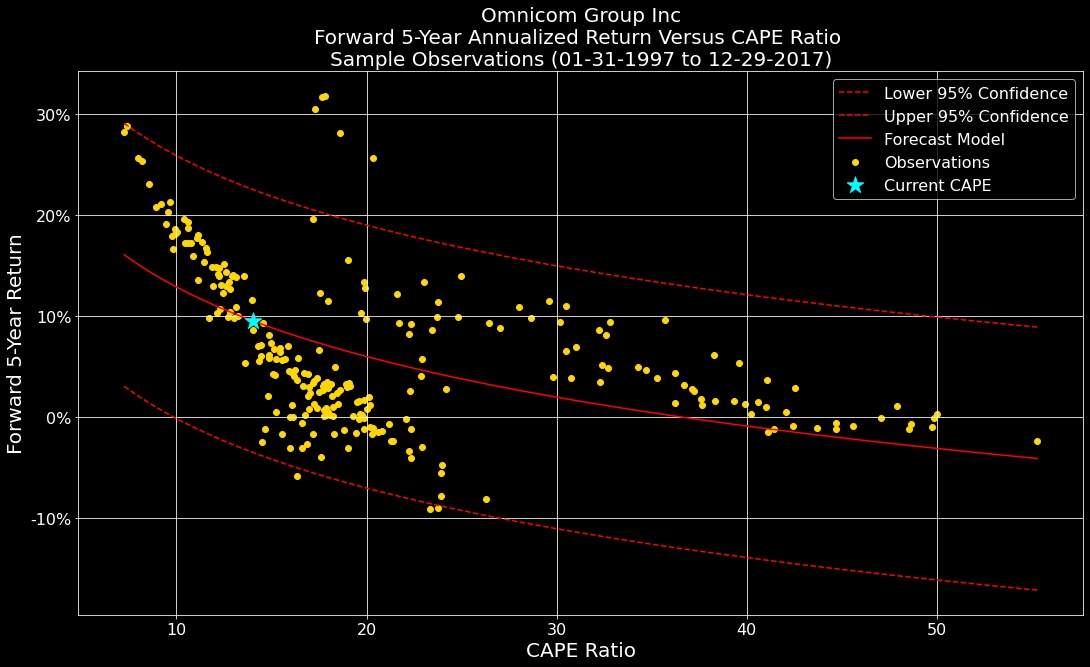 Omnicom Group Inc
Forward 5-Year Annualized Return Versus CAPE Ratio
Sample Observations (01-31-1997 to 12-29-2017)
Lower 95% Confidence
Upper 95% Confidence
Forecast Model
Observations
Current CAPE
Forward 5-Year Return
30%
20%
10%
0%
-10%
10 20 30 40 50
CAPE Ratio